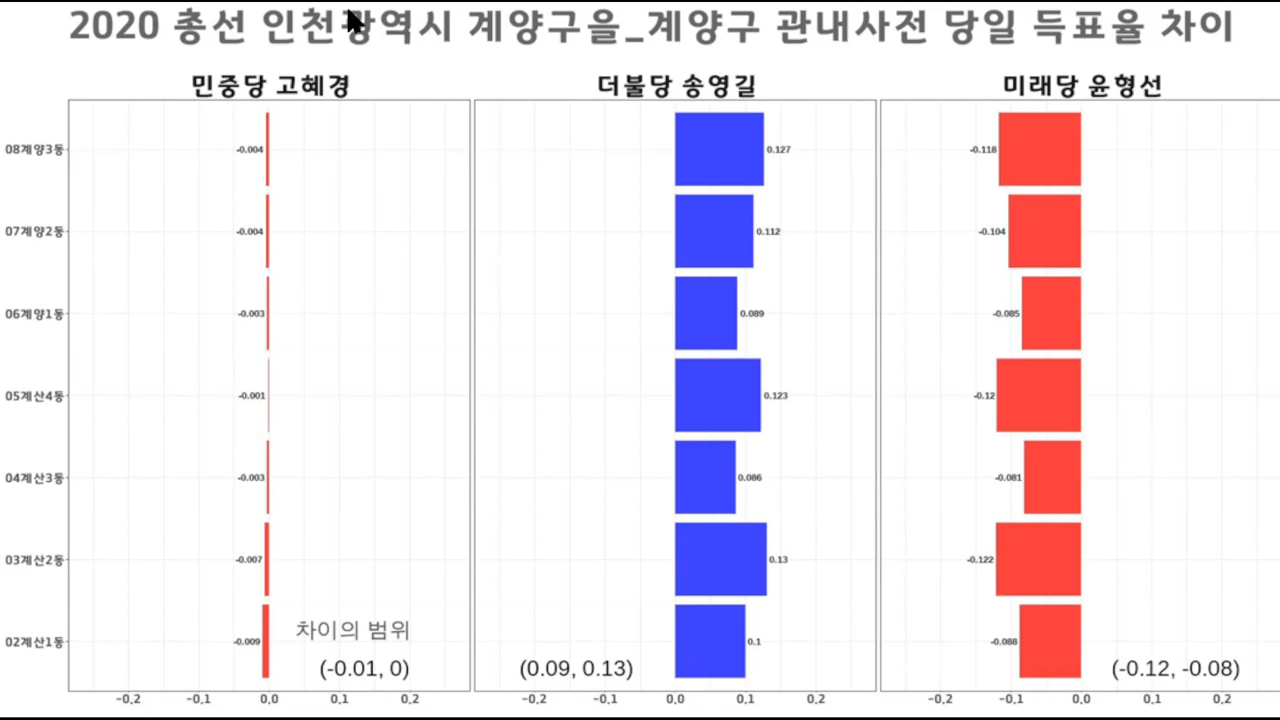 2020 총선 인천광역시 계양구을_계양구 관내사전 당일 득표율 차이
민중당 고혜경 더불당 송영길 미래당 윤형선
08계양3동 -0.004 0.127 -0.118
07계양2동 -0.004 0.112 -0.104
06계양1동 -0.003 0.089 -0.085
05계산4동 -0.001 0.123 -0.12
04계산3동 -0.003 0.086 -0.081
03계산2동 -0.007 0.13 -0.122
02계산1동 -0.009 0.1 -0.088
차이의 범위
(-0.01, 0) (0.09, 0.13) (-0.12, -0.08)
-0.2 -0.1 0.0 0.1 0.2 -0.2 -0.1 0.0 0.1 0.2 -0.2 -0.1 0.0 0.1 0.2